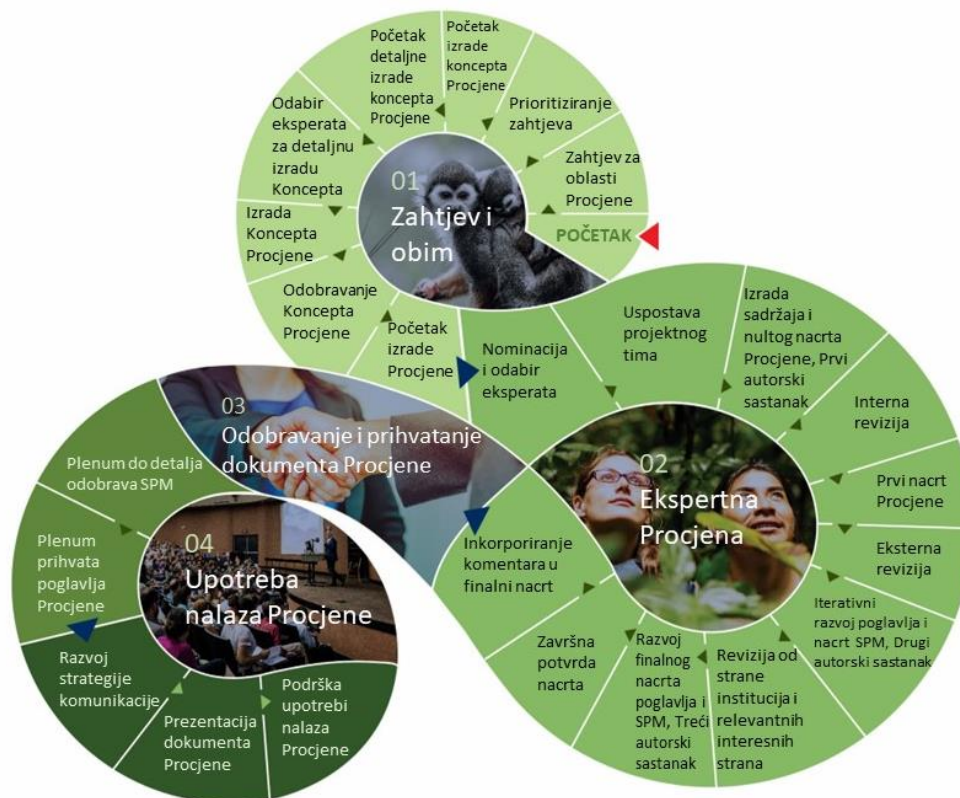 POČETAK
Zahtjev za
oblasti
Procjene
Prioritiziranje
zahtjeva
Početak
izrade
koncepta
Procjene
Početak
detaljne
izrade
koncepta
Procjene
Odabir
eksperata
za detaljnu
izradu
Koncepta
Izrada
Koncepta
Procjene
Odobravanje
Koncepta
Procjene
Početak
izrade
Procjene
01
Zahtjev i
obim
Nominacija
i odabir
eksperata
Uspostava
projektnog
tima
Izrada
sadržaja i
nultog nacrta
Procjene, Prvi
autorski
sastanak
Interna
revizija
Prvi nacrt
Procjene
Eksterna
revizija
Iterativni
razvoj poglavlja i
nacrt SPM, Drugi
autorski sastanak
Revizija od
strane
institucija i
relevantnih
interesnih
strana
Razvoj
finalnog
nacrta
poglavlja i
SPM, Treći
autorski
sastanak
Završna
potvrda
nacrta
Inkorporiranje
komentara u
finalni nacrt
02
Ekspertna
Procjena
03
Odobravanje i prihvatanje
dokumenta Procjene
Plenum do detalja
odobrava SPM
Plenum
prihvata
poglavlja
Procjene
04
Upotreba
nalaza Procjene
Razvoj
strategije
komunikacije
Prezentacija
dokumenta
Procjene
Podrška
upotrebi
nalaza
Procjene